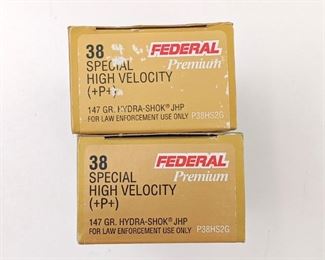 38 FEDERAL
SPECIAL Premium
HIGH VELOCITY
(+P+)
147 GR. HYDRA-SHOK® JHP
FOR LAW ENFORCEMENT USE ONLY P38HS2G
38 FEDERAL
SPECIAL Premium
HIGH VELOCITY
(+P+)
147 GR. HYDRA-SHOK® JHP
FOR LAW ENFORCEMENT USE ONLY P38HS2G